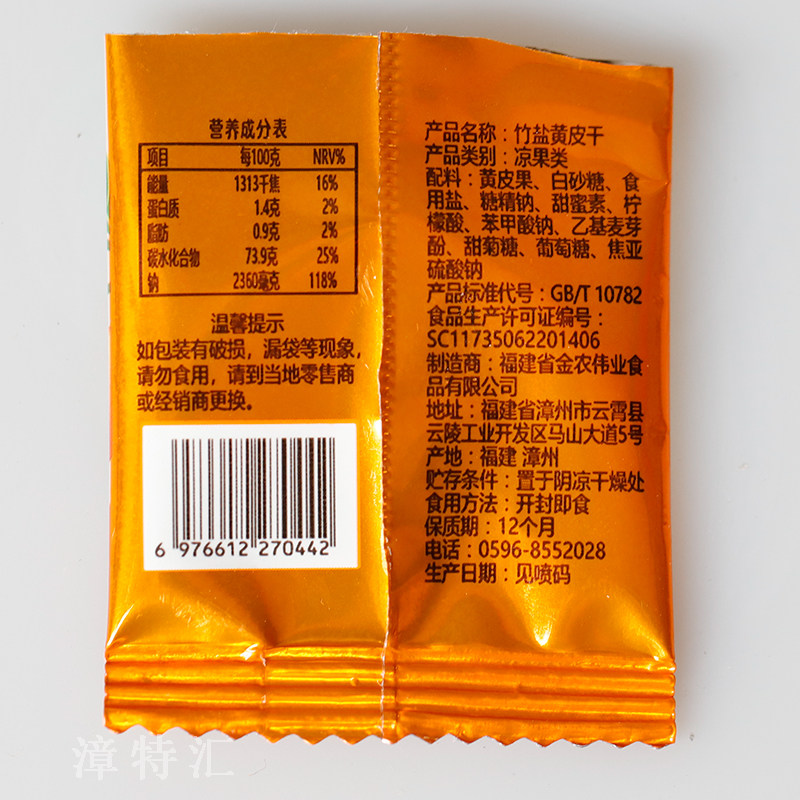 营养成分表
项目 每100克 NRV%
能量 1313千焦 16%
蛋白质 1.4克 2%
脂肪 0.9克 2%
碳水化合物 73.9克 25%
钠 2360毫克 118%
温馨提示
如包装有破损，漏袋等现象，
请勿食用，请到当地零售商
或经销商更换。
6 976612 270442
产品名称：竹盐黄皮干
产品类别：凉果类
配料：黄皮果、白砂糖、食
用盐、糖精钠、甜蜜素、柠
檬酸、苯甲酸钠、乙基麦芽
酚、甜菊糖、葡萄糖、焦亚
硫酸钠
产品标准代号：GB/T 10782
食品生产许可证编号：
SC11735062201406
制造商：福建省金农伟业食
品有限公司
地址：福建省漳州市云霄县
云陵工业开发区马山大道5号
产地：福建 漳州
贮存条件：置于阴凉干燥处
食用方法：开封即食
保质期：12个月
电话：0596-8552028
生产日期：见喷码
漳特汇